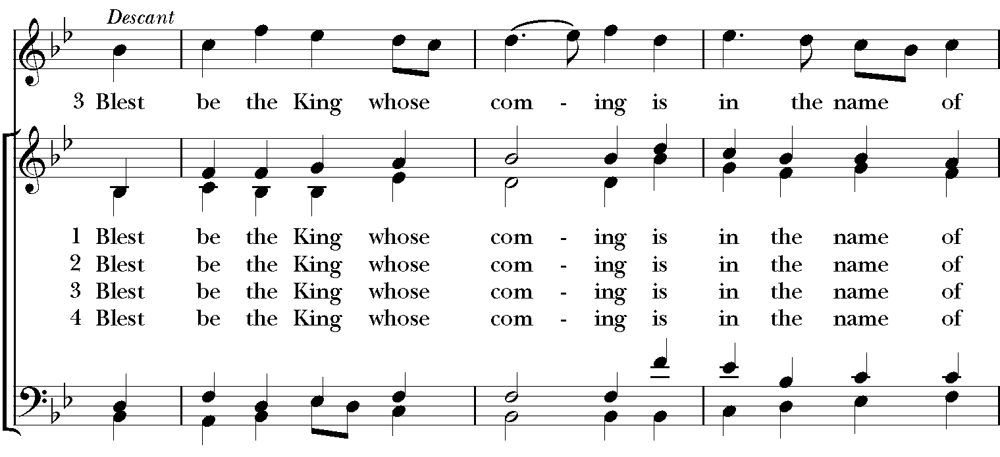 Descant
3 Blest be the King whose com - ing is in the name of
1 Blest be the King whose com - ing is in the name of
2 Blest be the King whose com - ing is in the name of
3 Blest be the King whose com - ing is in the name of
4 Blest be the King whose com - ing is in the name of